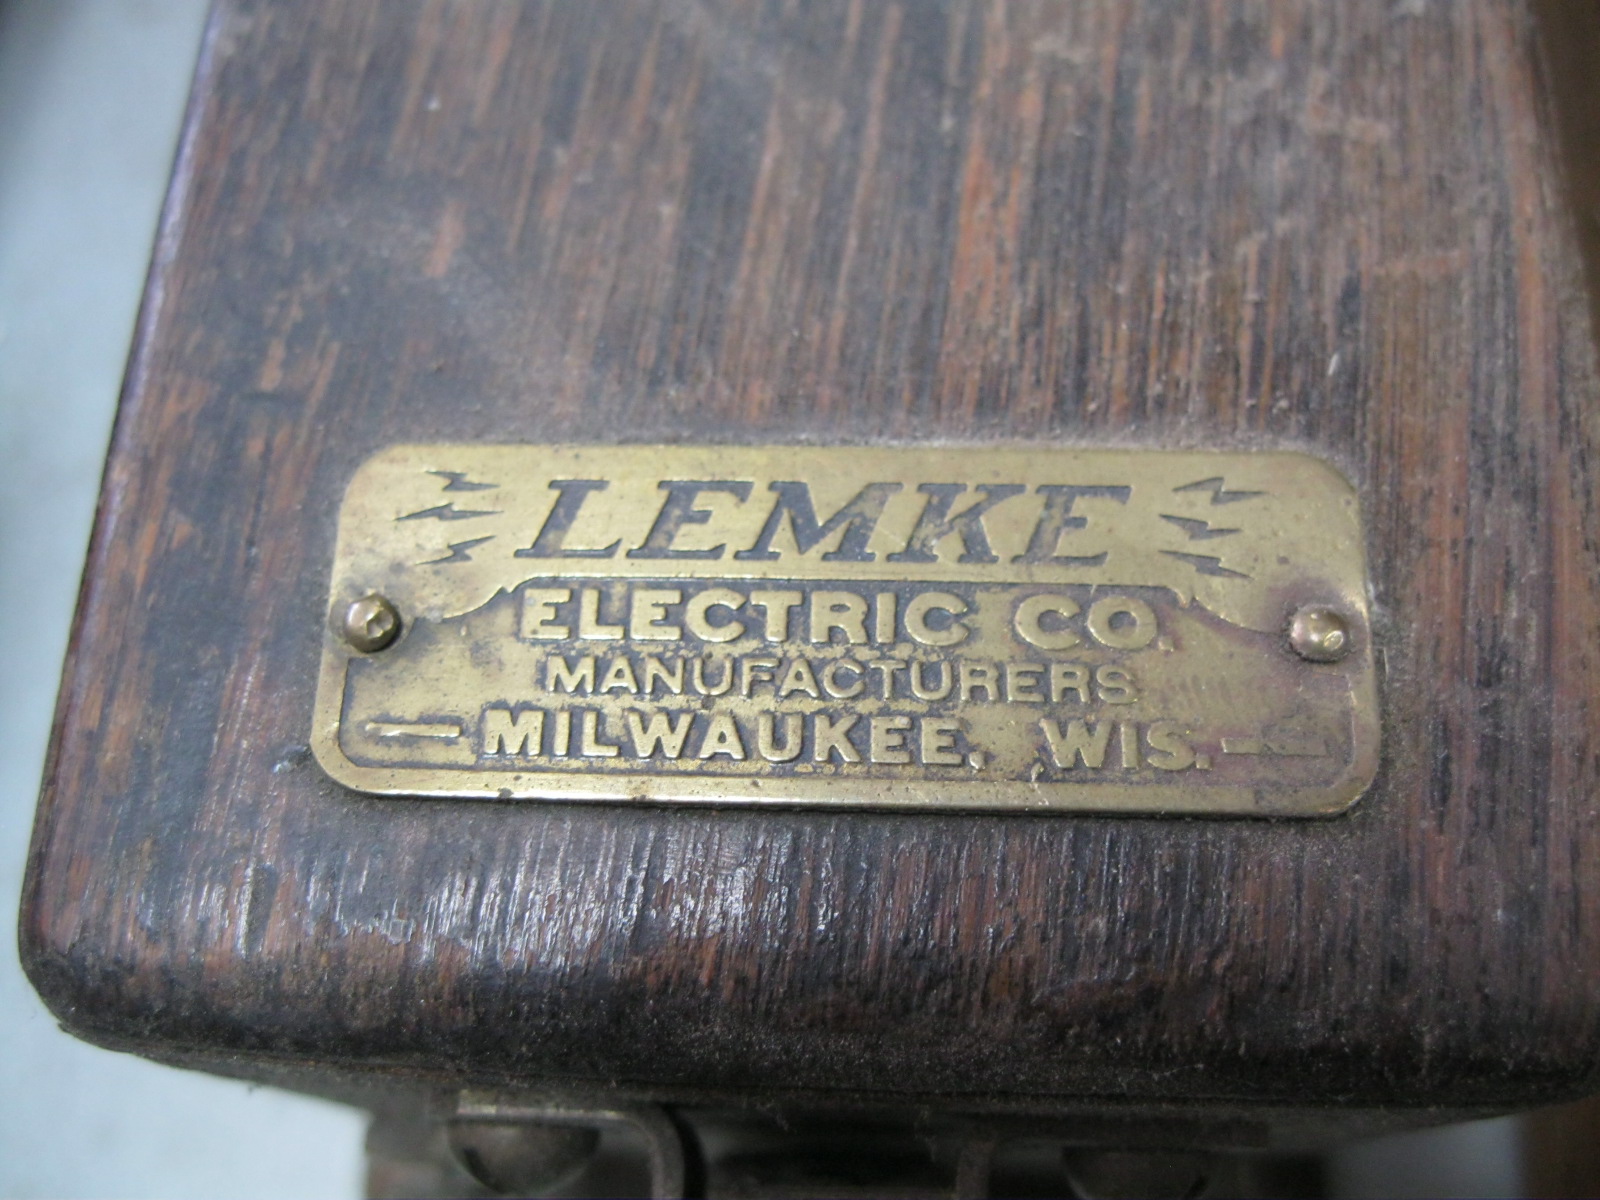 LEMKE
ELECTRIC CO.
MANUFACTURERS
MILWAUKEE, WIS.